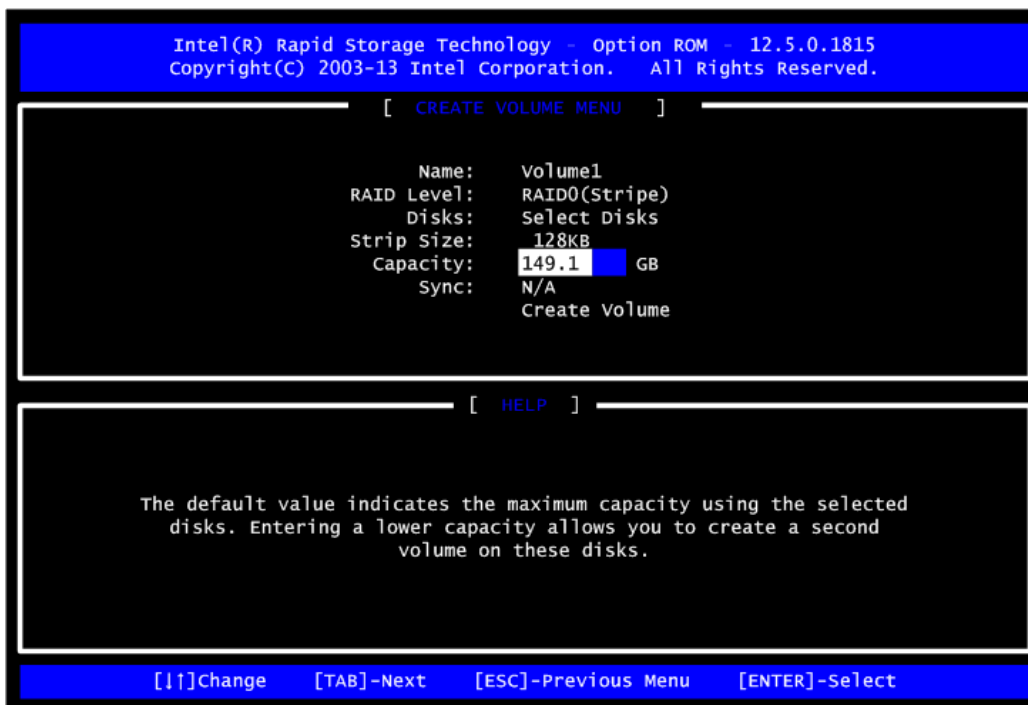 Intel(R) Rapid Storage Technology - Option ROM - 12.5.0.1815
Copyright(C) 2003-13 Intel Corporation. All Rights Reserved.
[ CREATE VOLUME MENU ]
Name: Volume1
RAID Level: RAID0(Stripe)
Disks: Select Disks
Strip Size: 128KB
Capacity: 149.1 GB
Sync: N/A
Create Volume
[ HELP ]
The default value indicates the maximum capacity using the selected
disks. Entering a lower capacity allows you to create a second
volume on these disks.
[↓↑]Change [TAB]-Next [ESC]-Previous Menu [ENTER]-Select